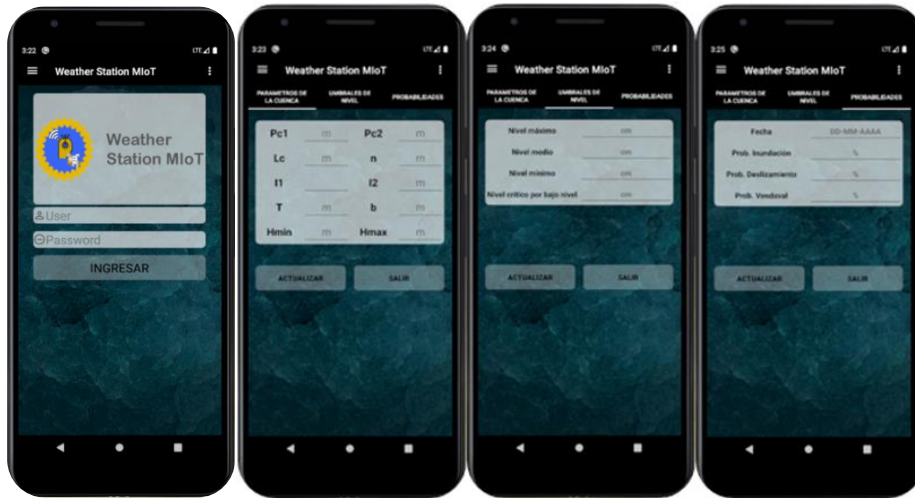 3:22
LTE
Weather Station MIoT
Weather
Station MIoT
User
Password
INGRESAR
3:23
LTE
Weather Station MIoT
PARAMETROS DE
LA CUENCA
UMBRALES DE
NIVEL
PROBABILIDADES
Pc1 m Pc2 m
Lc m n m
I1 m I2 m
T m b m
Hmin m Hmax m
ACTUALIZAR SALIR
3:24
LTE
Weather Station MIoT
PARAMETROS DE
LA CUENCA
UMBRALES DE
NIVEL
PROBABILIDADES
Nivel máximo cm
Nivel medio cm
Nivel mínimo cm
Nivel crítico por bajo nivel cm
ACTUALIZAR SALIR
3:25
LTE
Weather Station MIoT
PARAMETROS DE
LA CUENCA
UMBRALES DE
NIVEL
PROBABILIDADES
Fecha DD-MM-AAAA
Prob. Inundación %
Prob. Deslizamiento %
Prob. Vendaval %
ACTUALIZAR SALIR